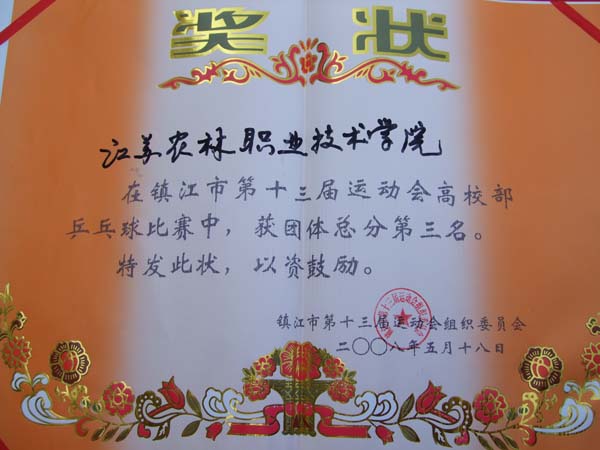 奖状
江苏农林职业技术学院
在镇江市第十三届运动会高校部
乒乓球比赛中，获团体总分第三名。
特发此状，以资鼓励。
镇江市第十三届运动会组织委员会
二〇〇八年五月十八日